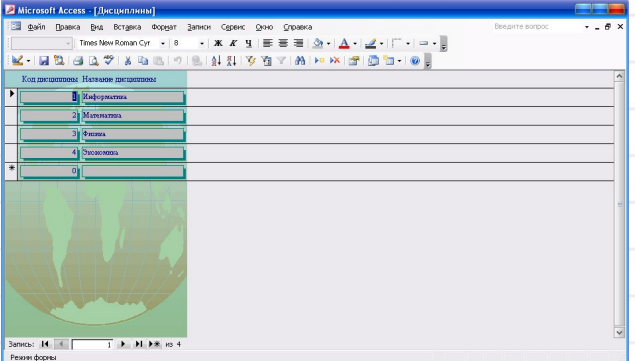 Microsoft Access - [Дисциплины]
Файл Правка Вид Вставка Формат Записи Сервис Окно Справка Введите вопрос
Times New Roman Cyr 8 Ж К Ч
Код дисциплины Название дисциплины
1 Информатика
2 Математика
3 Физика
4 Экономика
0
Запись: 1 из 4
Режим формы